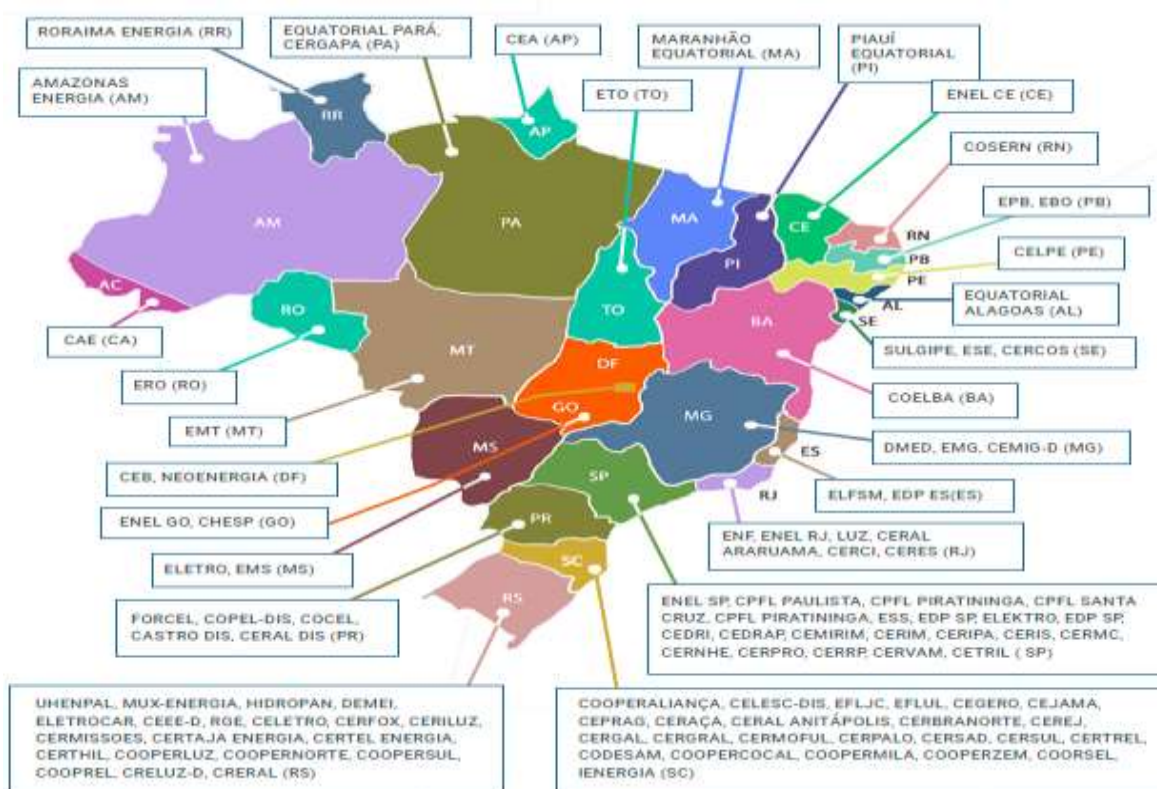 RORAIMA ENERGIA (RR)
EQUATORIAL PARÁ,
CERGAPA (PA)
CEA (AP)
MARANHÃO
EQUATORIAL (MA)
PIAUÍ
EQUATORIAL
(PI)
AMAZONAS
ENERGIA (AM)
ETO (TO)
ENEL CE (CE)
COSERN (RN)
EPB, EBO (PB)
CELPE (PE)
EQUATORIAL
ALAGOAS (AL)
SULGIPE, ESE, CERCOS (SE)
COELBA (BA)
DMED, EMG, CEMIG-D (MG)
ELFSM, EDP ES(ES)
ENF, ENEL RJ, LUZ, CERAL
ARARUAMA, CERCI, CERES (RJ)
RR
AP
AM
PA
MA
CE
RN
PB
PI
PE
AC
AL
RO
TO
SE
BA
MT
DF
GO
MG
MS
ES
SP
RJ
PR
SC
RS
CAE (CA)
ERO (RO)
EMT (MT)
CEB, NEOENERGIA (DF)
ENEL GO, CHESP (GO)
ELETRO, EMS (MS)
FORCEL, COPEL-DIS, COCEL,
CASTRO DIS, CERAL DIS (PR)
ENEL SP, CPFL PAULISTA, CPFL PIRATININGA, CPFL SANTA
CRUZ, CPFL PIRATININGA, ESS, EDP SP, ELEKTRO, EDP SP,
CEDRI, CEDRAP, CEMIRIM, CERIM, CERIPA, CERIS, CERMC,
CERNHE, CERPRO, CERRP, CERVAM, CETRIL ( SP)
UHENPAL, MUX-ENERGIA, HIDROPAN, DEMEI,
ELETROCAR, CEEE-D, RGE, CELETRO, CERFOX, CERILUZ,
CERMISSOES, CERTAJA ENERGIA, CERTEL ENERGIA,
CERTHIL, COOPERLUZ, COOPERNORTE, COOPERSUL,
COOPREL, CRELUZ-D, CRERAL (RS)
COOPERALIANÇA, CELESC-DIS, EFLJC, EFLUL, CEGERO, CEJAMA,
CEPRAG, CERAÇA, CERAL ANITÁPOLIS, CERBRANORTE, CEREJ,
CERGAL, CERGRAL, CERMOFUL, CERPALO, CERSAD, CERSUL, CERTREL,
CODESAM, COOPERCOCAL, COOPERMILA, COOPERZEM, COORSEL,
IENERGIA (SC)